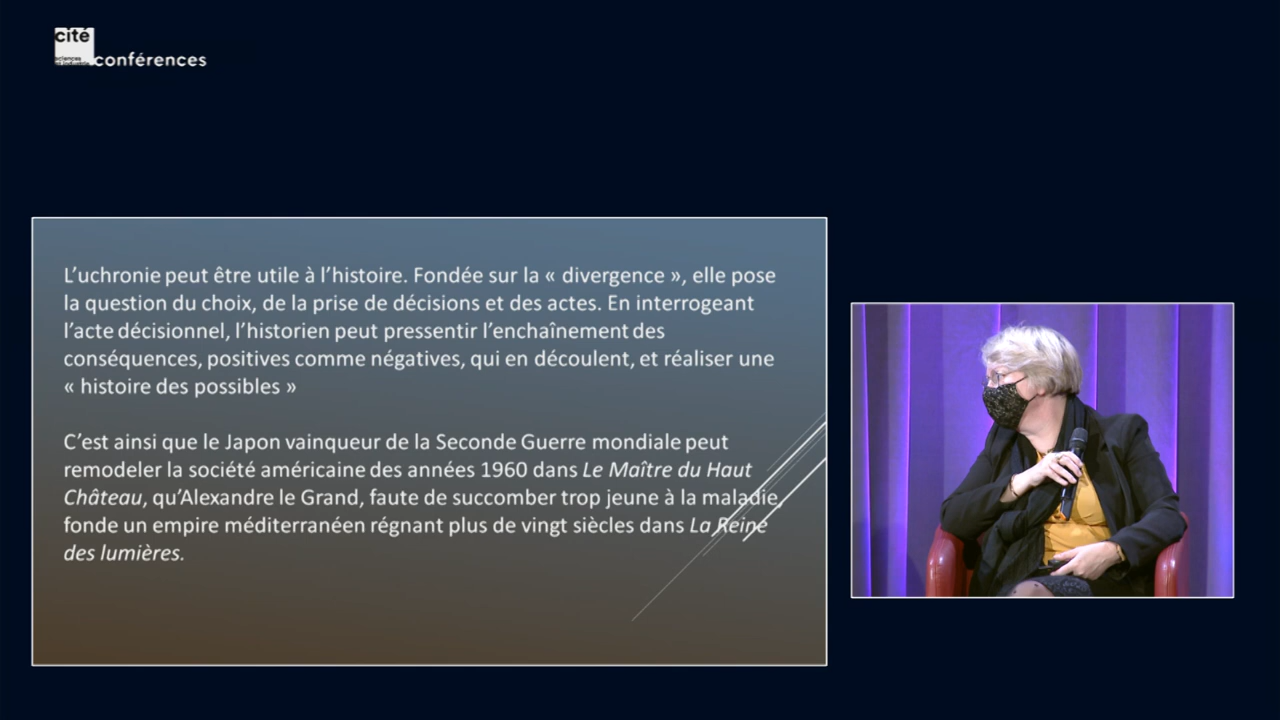 cité
sciences
et industrie
conférences
L’uchronie peut être utile à l’histoire. Fondée sur la « divergence », elle pose
la question du choix, de la prise de décisions et des actes. En interrogeant
l’acte décisionnel, l’historien peut pressentir l’enchaînement des
conséquences, positives comme négatives, qui en découlent, et réaliser une
« histoire des possibles »
C’est ainsi que le Japon vainqueur de la Seconde Guerre mondiale peut
remodeler la société américaine des années 1960 dans Le Maître du Haut
Château, qu’Alexandre le Grand, faute de succomber trop jeune à la maladie,
fonde un empire méditerranéen régnant plus de vingt siècles dans La Reine
des lumières.